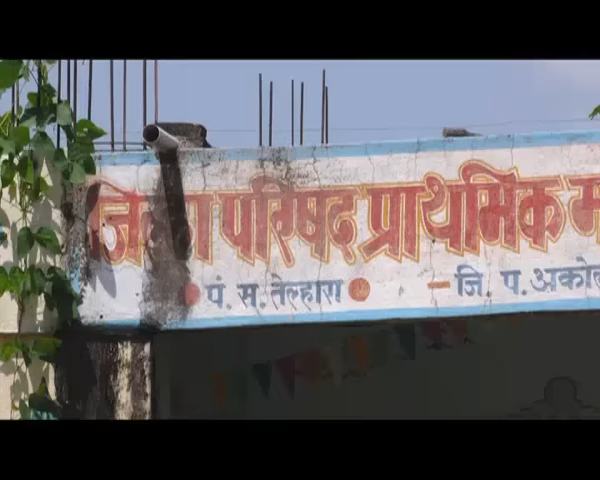 जिल्हा परिषद प्राथमिक
पं. स. तेल्हारा - जि. प. अकोल